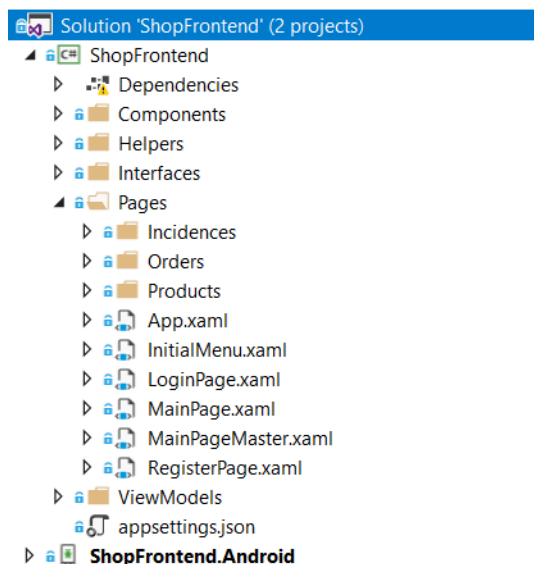 Solution 'ShopFrontend' (2 projects)
C# ShopFrontend
Dependencies
Components
Helpers
Interfaces
Pages
Incidences
Orders
Products
App.xaml
InitialMenu.xaml
LoginPage.xaml
MainPage.xaml
MainPageMaster.xaml
RegisterPage.xaml
ViewModels
appsettings.json
ShopFrontend.Android